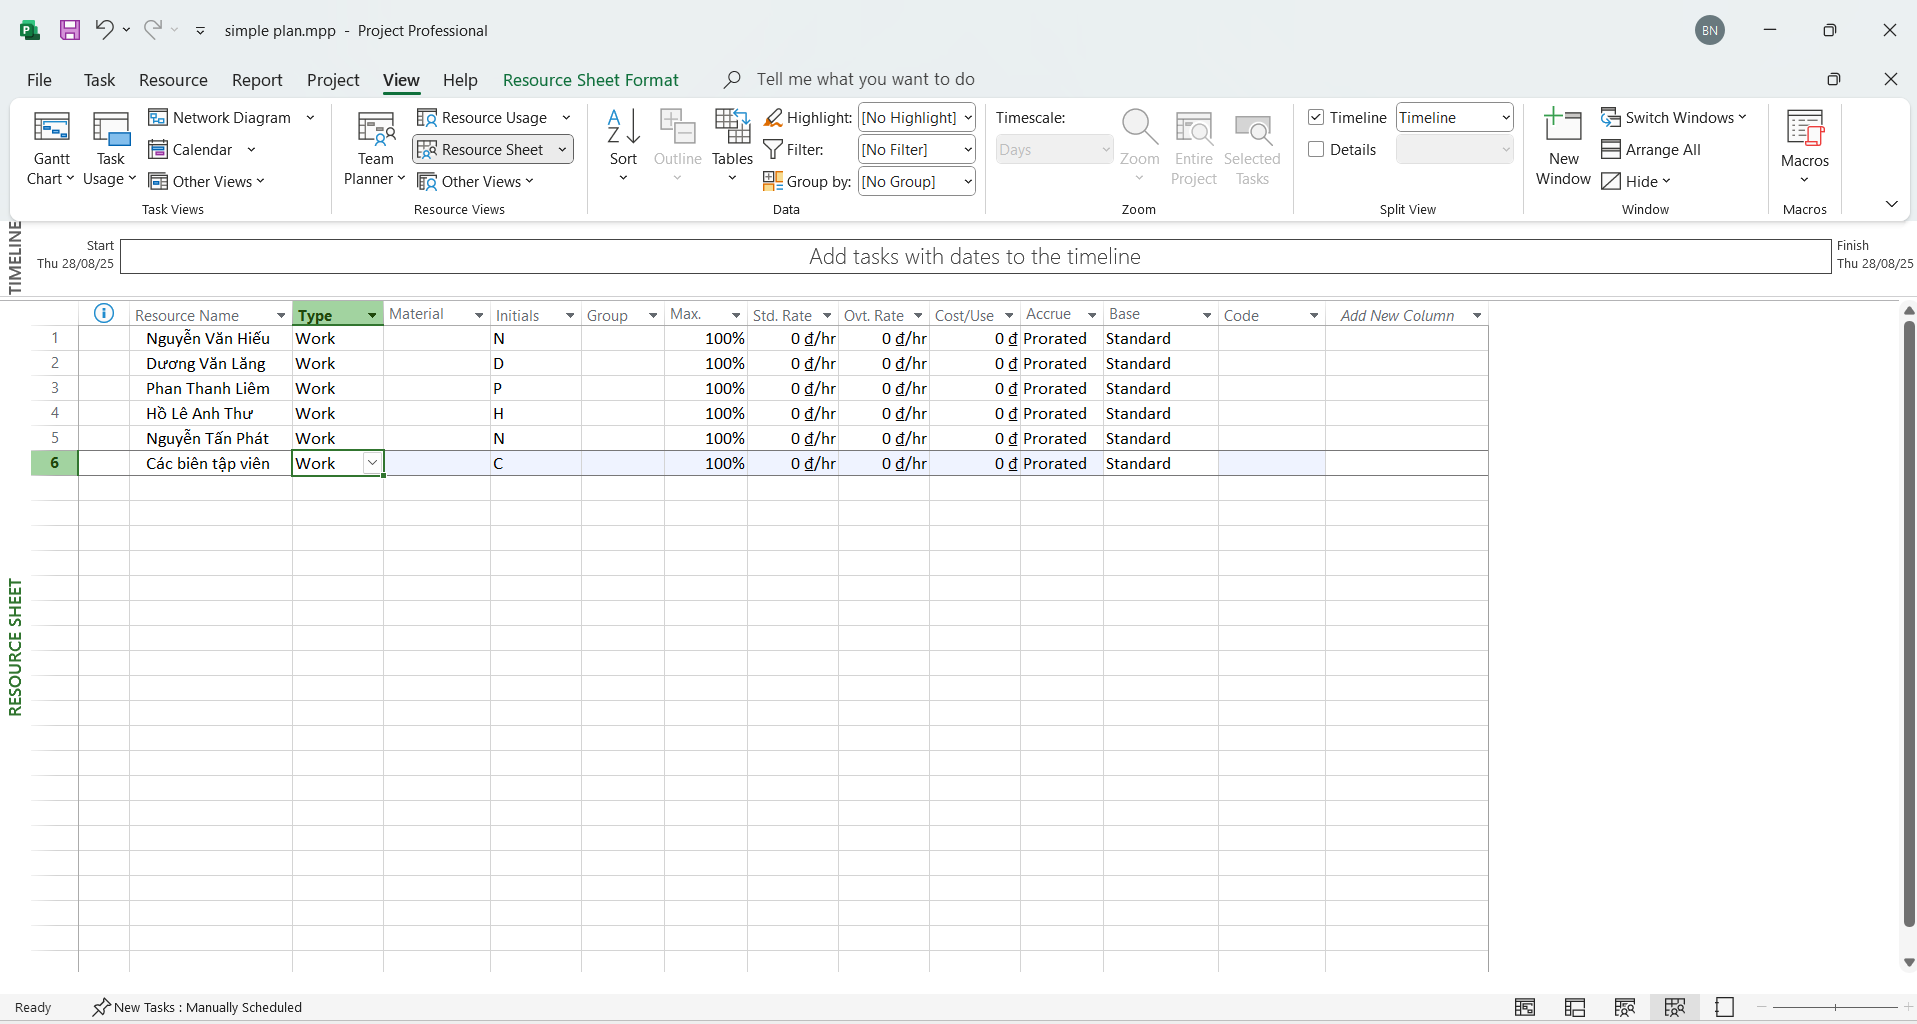 simple plan.mpp - Project Professional
BN
File Task Resource Report Project View Help Resource Sheet Format Tell me what you want to do
Gantt Chart
Task Usage
Network Diagram
Calendar
Other Views
Task Views
Team Planner
Resource Usage
Resource Sheet
Other Views
Resource Views
Sort
Outline
Tables
Highlight: [No Highlight]
Filter: [No Filter]
Group by: [No Group]
Data
Timescale:
Days
Zoom
Entire Project
Selected Tasks
Zoom
Timeline Timeline
Details
Split View
New Window
Switch Windows
Arrange All
Hide
Window
Macros
Macros
TIMELINE
Start
Thu 28/08/25
Add tasks with dates to the timeline
Finish
Thu 28/08/25
RESOURCE SHEET
Resource Name Type Material Initials Group Max. Std. Rate Ovt. Rate Cost/Use Accrue Base Code Add New Column
1 Nguyễn Văn Hiếu Work N 100% 0 ₫/hr 0 ₫/hr 0 ₫ Prorated Standard
2 Dương Văn Lăng Work D 100% 0 ₫/hr 0 ₫/hr 0 ₫ Prorated Standard
3 Phan Thanh Liêm Work P 100% 0 ₫/hr 0 ₫/hr 0 ₫ Prorated Standard
4 Hồ Lê Anh Thư Work H 100% 0 ₫/hr 0 ₫/hr 0 ₫ Prorated Standard
5 Nguyễn Tấn Phát Work N 100% 0 ₫/hr 0 ₫/hr 0 ₫ Prorated Standard
6 Các biên tập viên Work C 100% 0 ₫/hr 0 ₫/hr 0 ₫ Prorated Standard
Ready New Tasks : Manually Scheduled